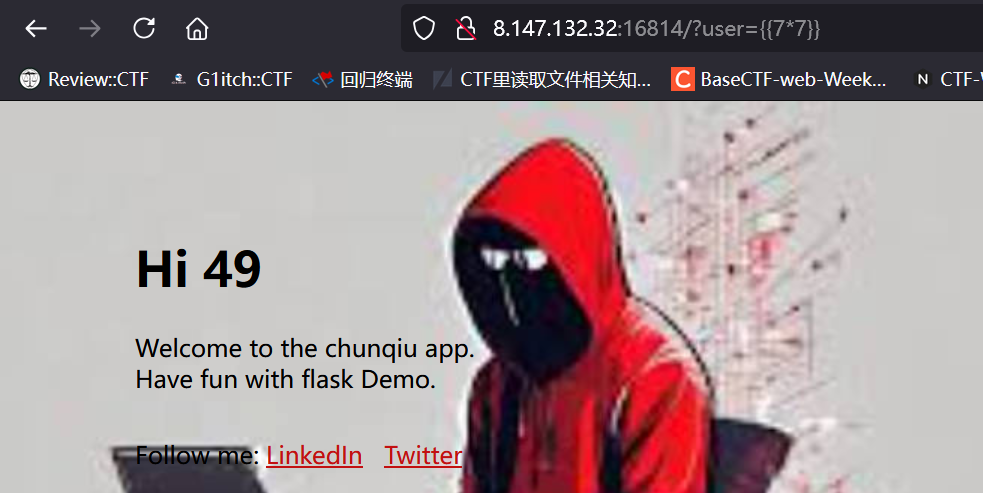 8.147.132.32:16814/?user={{7*7}}
Review::CTF G1itch::CTF 回归终端 CTF里读取文件相关知... BaseCTF-web-Week... CTF-
Hi 49
Welcome to the chunqiu app.
Have fun with flask Demo.
Follow me: LinkedIn Twitter